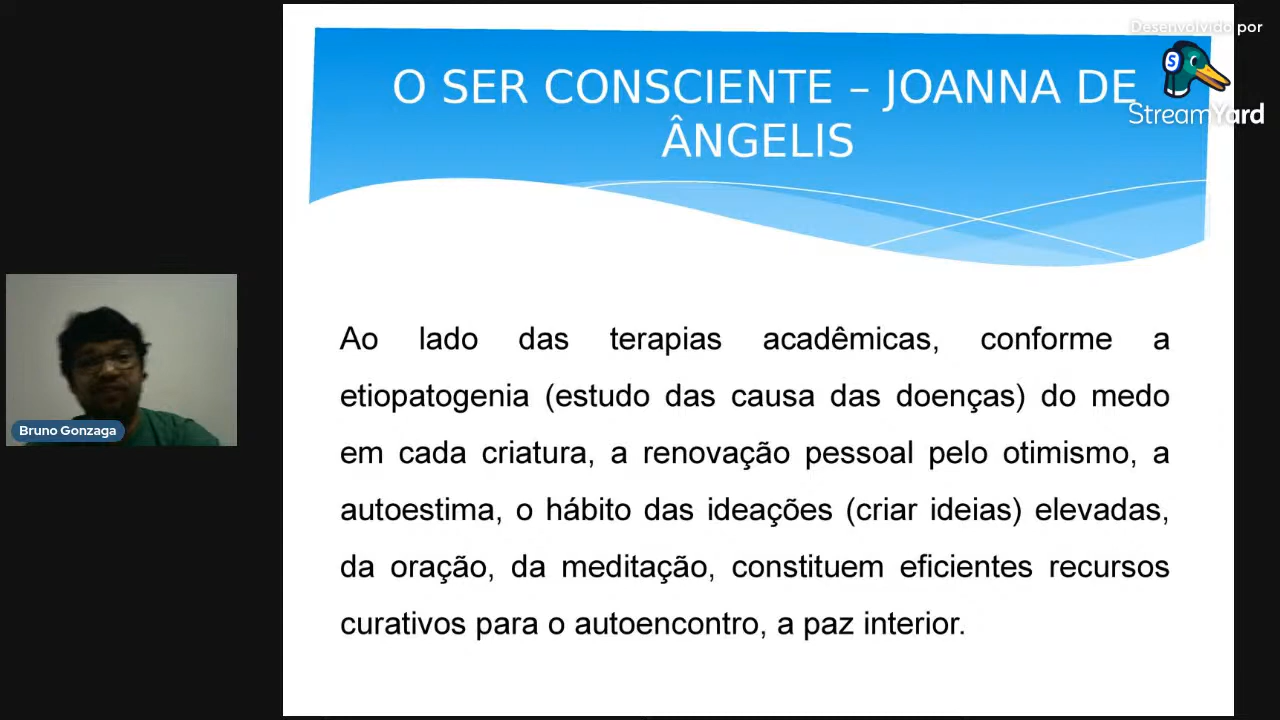 Desenvolvido por
StreamYard
O SER CONSCIENTE – JOANNA DE
ÂNGELIS
Ao lado das terapias acadêmicas, conforme a
etiopatogenia (estudo das causa das doenças) do medo
em cada criatura, a renovação pessoal pelo otimismo, a
autoestima, o hábito das ideações (criar ideias) elevadas,
da oração, da meditação, constituem eficientes recursos
curativos para o autoencontro, a paz interior.
Bruno Gonzaga